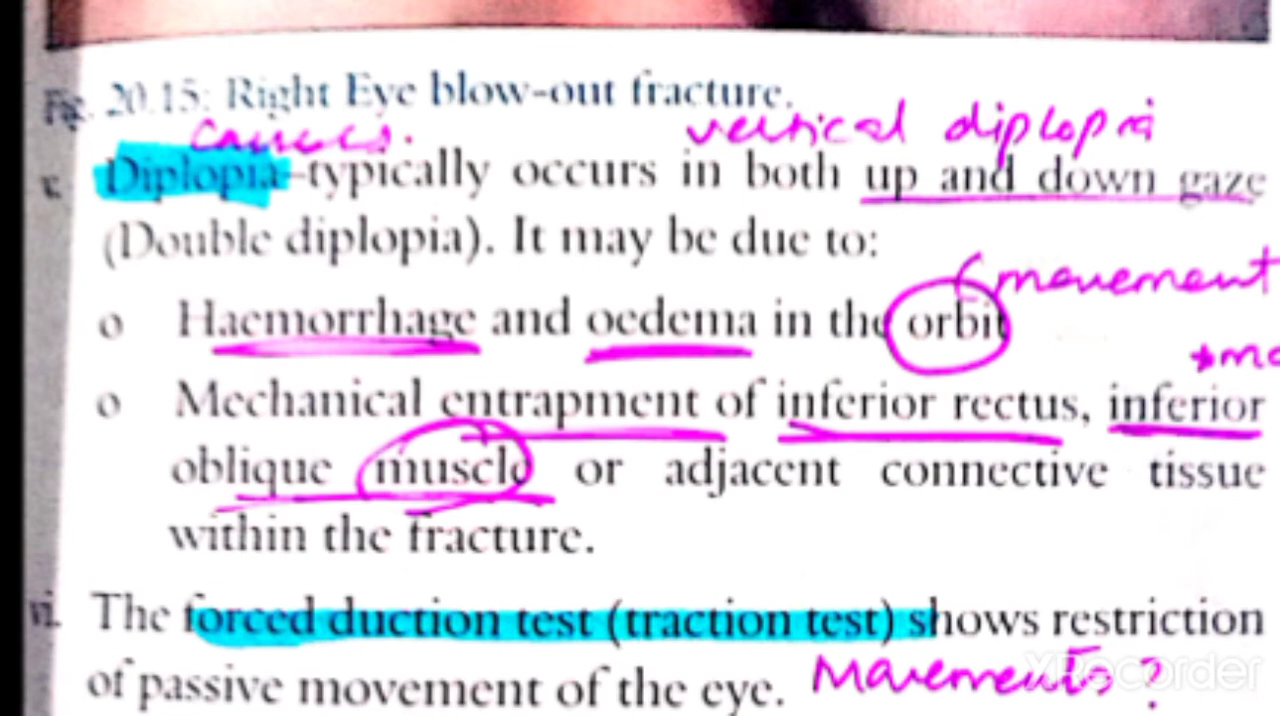 Fig. 20.15: Right Eye blow-out fracture.
causes. vertical diplopia
v. Diplopia-typically occurs in both up and down gaze
(Double diplopia). It may be due to:
movement
o Haemorrhage and oedema in the orbit
o Mechanical entrapment of inferior rectus, inferior
oblique muscle or adjacent connective tissue
within the fracture.
vi. The forced duction test (traction test) shows restriction
of passive movement of the eye. Movements?
XRecorder